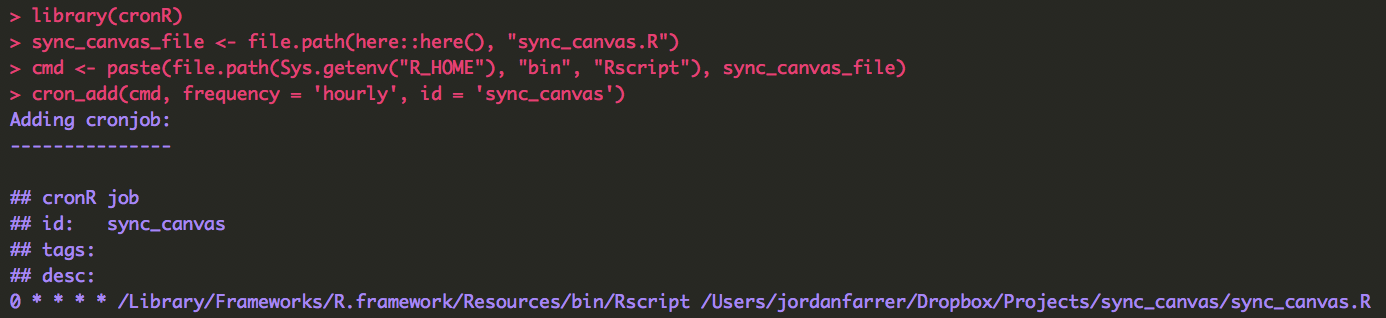 > library(cronR)
> sync_canvas_file <- file.path(here::here(), "sync_canvas.R")
> cmd <- paste(file.path(Sys.getenv("R_HOME"), "bin", "Rscript"), sync_canvas_file)
> cron_add(cmd, frequency = 'hourly', id = 'sync_canvas')
Adding cronjob:
---------------
## cronR job
## id:   sync_canvas
## tags:
## desc:
0 * * * * /Library/Frameworks/R.framework/Resources/bin/Rscript /Users/jordanfarrer/Dropbox/Projects/sync_canvas/sync_canvas.R